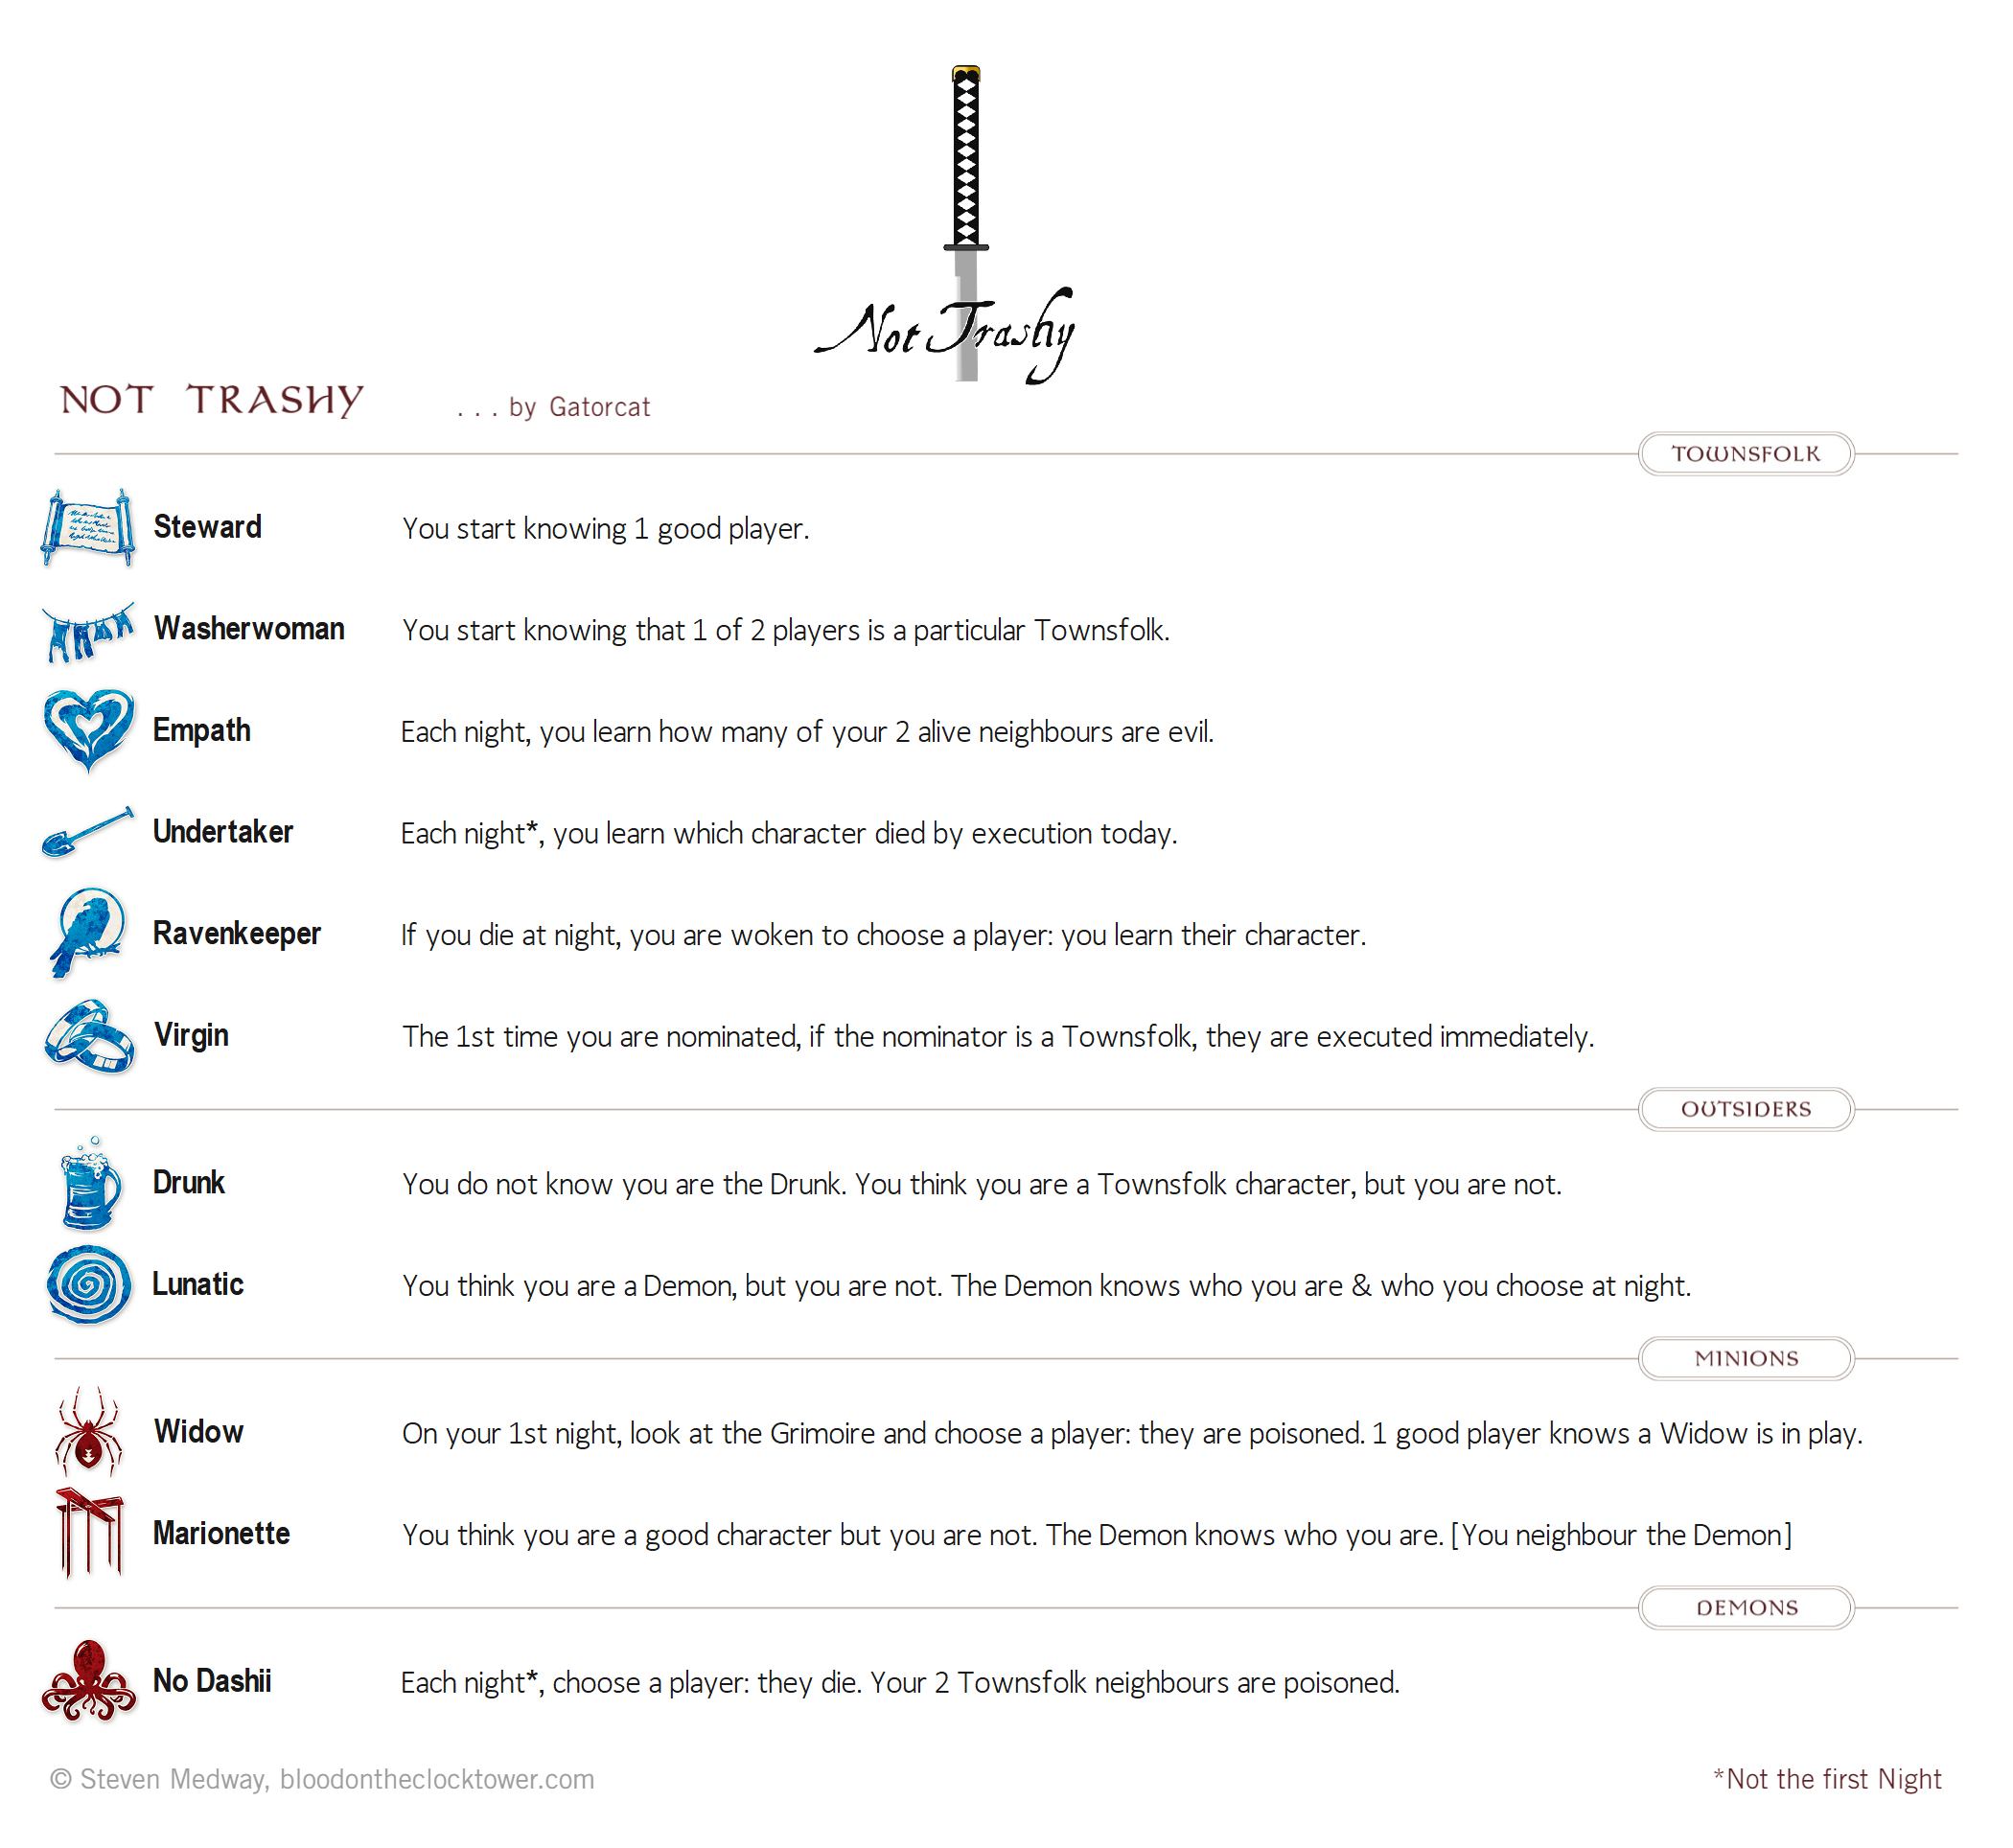 Not Trashy
NOT TRASHY ...by Gatorcat
TOWNSFOLK
Steward You start knowing 1 good player.
Washerwoman You start knowing that 1 of 2 players is a particular Townsfolk.
Empath Each night, you learn how many of your 2 alive neighbours are evil.
Undertaker Each night*, you learn which character died by execution today.
Ravenkeeper If you die at night, you are woken to choose a player: you learn their character.
Virgin The 1st time you are nominated, if the nominator is a Townsfolk, they are executed immediately.
OUTSIDERS
Drunk You do not know you are the Drunk. You think you are a Townsfolk character, but you are not.
Lunatic You think you are a Demon, but you are not. The Demon knows who you are & who you choose at night.
MINIONS
Widow On your 1st night, look at the Grimoire and choose a player: they are poisoned. 1 good player knows a Widow is in play.
Marionette You think you are a good character but you are not. The Demon knows who you are. [You neighbour the Demon]
DEMONS
No Dashii Each night*, choose a player: they die. Your 2 Townsfolk neighbours are poisoned.
© Steven Medway, bloodontheclocktower.com *Not the first Night